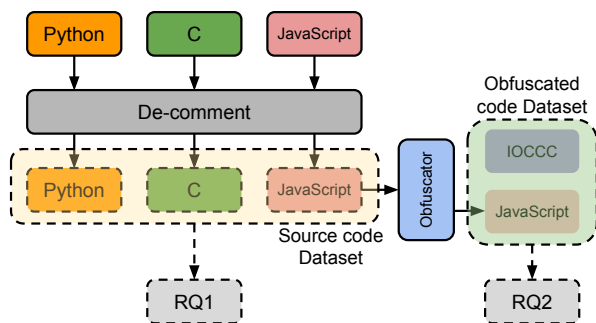 Python
C
JavaScript
De-comment
Obfuscated
code Dataset
IOCCC
Python
C
JavaScript
Obfuscator
JavaScript
Source code
Dataset
RQ1
RQ2